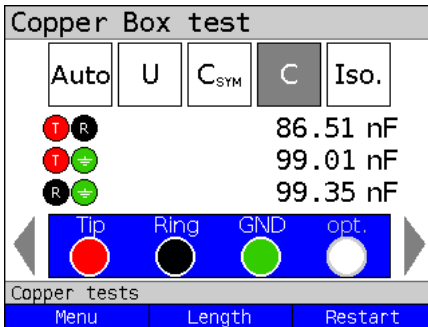 Copper Box test
Auto U CSYM C Iso.
T R 86.51 nF
T 99.01 nF
R 99.35 nF
Tip Ring GND opt.
Copper tests
Menu Length Restart